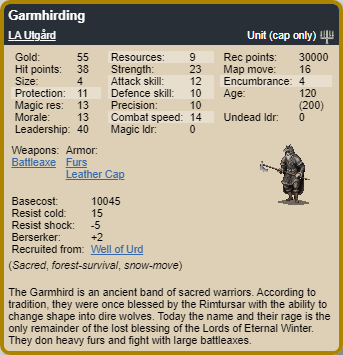 Garmhirding
LA Utgård Unit (cap only)
Gold: 55 Resources: 9 Rec points: 30000
Hit points: 38 Strength: 23 Map move: 16
Size: 4 Attack skill: 12 Encumbrance: 4
Protection: 11 Defence skill: 10 Age: 120
Magic res: 13 Precision: 10 (200)
Morale: 13 Combat speed: 14 Undead ldr: 0
Leadership: 40 Magic ldr: 0
Weapons: Armor:
Battleaxe Furs
Leather Cap
Basecost: 10045
Resist cold: 15
Resist shock: -5
Berserker: +2
Recruited from: Well of Urd
(Sacred, forest-survival, snow-move)
The Garmhird is an ancient band of sacred warriors. According to
tradition, they were once blessed by the Rimtursar with the ability to
change shape into dire wolves. Today the name and their rage is the
only remainder of the lost blessing of the Lords of Eternal Winter.
They don heavy furs and fight with large battleaxes.